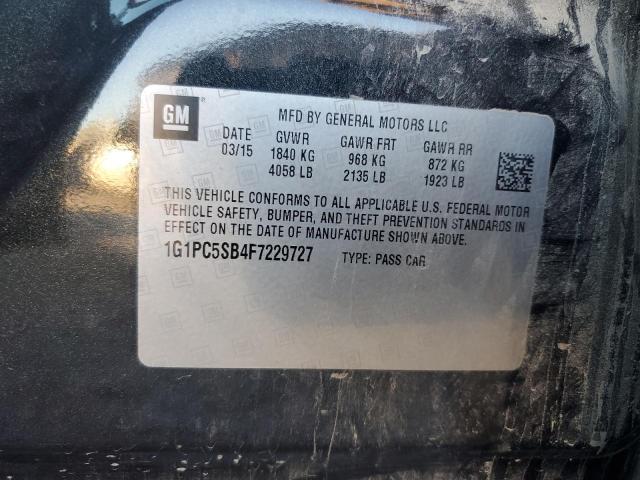 GM
MFD BY GENERAL MOTORS LLC
DATE GVWR GAWR FRT GAWR RR
03/15 1840 KG 968 KG 872 KG
4058 LB 2135 LB 1923 LB
THIS VEHICLE CONFORMS TO ALL APPLICABLE U.S. FEDERAL MOTOR
VEHICLE SAFETY, BUMPER, AND THEFT PREVENTION STANDARDS IN
EFFECT ON THE DATE OF MANUFACTURE SHOWN ABOVE.
1G1PC5SB4F7229727 TYPE: PASS CAR